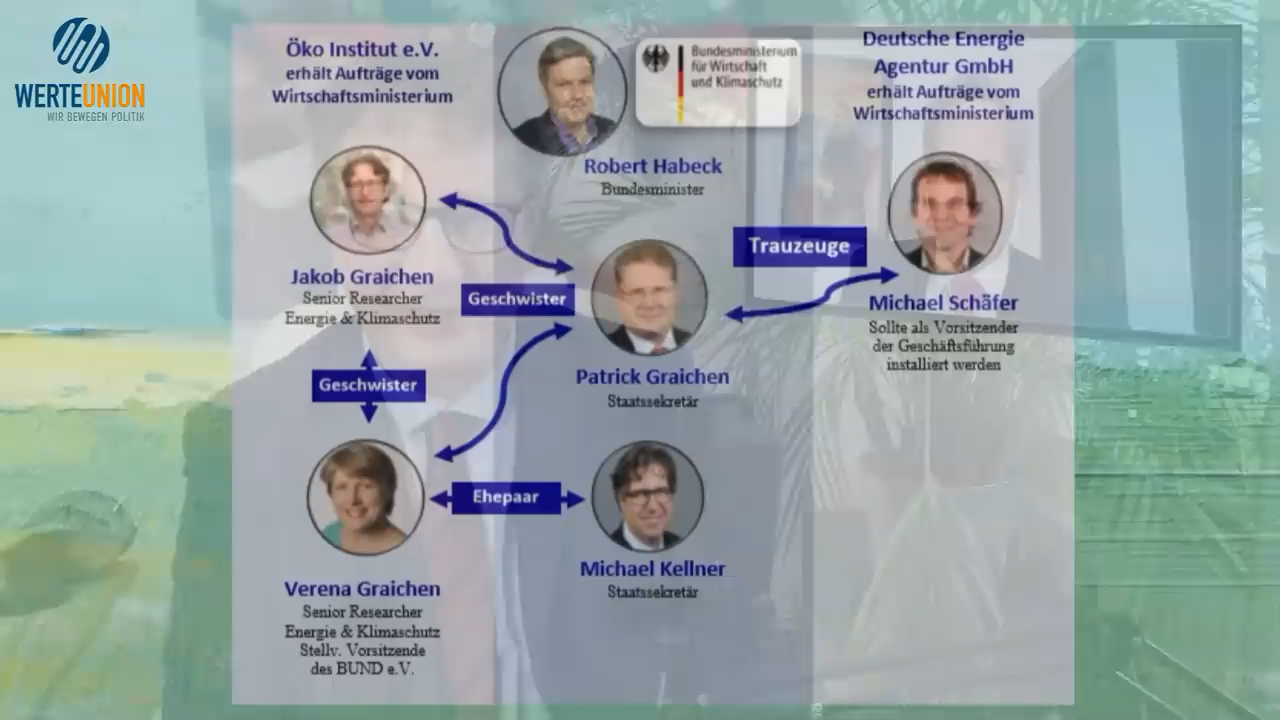 WERTEUNION
WIR BEWEGEN POLITIK
Öko Institut e.V.
erhält Aufträge vom
Wirtschaftsministerium
Bundesministerium
für Wirtschaft
und Klimaschutz
Deutsche Energie
Agentur GmbH
erhält Aufträge vom
Wirtschaftsministerium
Robert Habeck
Bundesminister
Trauzeuge
Jakob Graichen
Senior Researcher
Energie & Klimaschutz
Geschwister
Michael Schäfer
Sollte als Vorsitzender
der Geschäftsführung
installiert werden
Patrick Graichen
Staatssekretär
Geschwister
Ehepaar
Michael Kellner
Staatssekretär
Verena Graichen
Senior Researcher
Energie & Klimaschutz
Stellv. Vorsitzende
des BUND e.V.